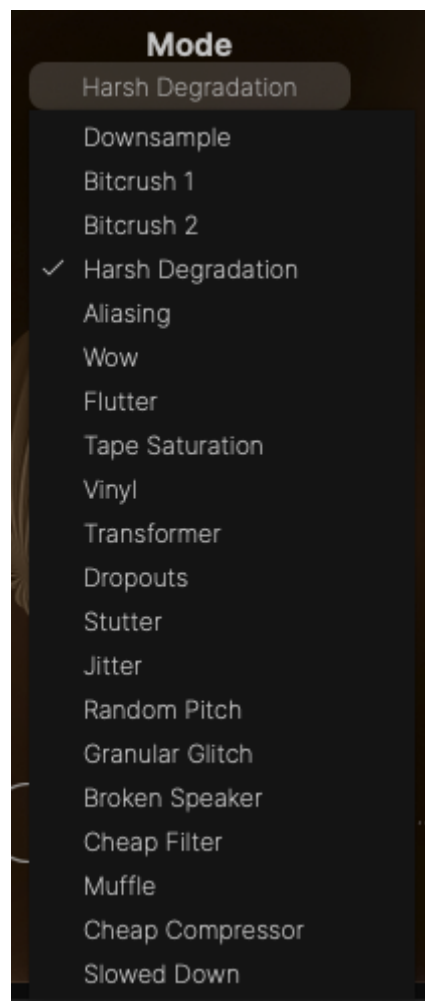 Mode
Harsh Degradation
Downsample
Bitcrush 1
Bitcrush 2
Harsh Degradation
Aliasing
Wow
Flutter
Tape Saturation
Vinyl
Transformer
Dropouts
Stutter
Jitter
Random Pitch
Granular Glitch
Broken Speaker
Cheap Filter
Muffle
Cheap Compressor
Slowed Down